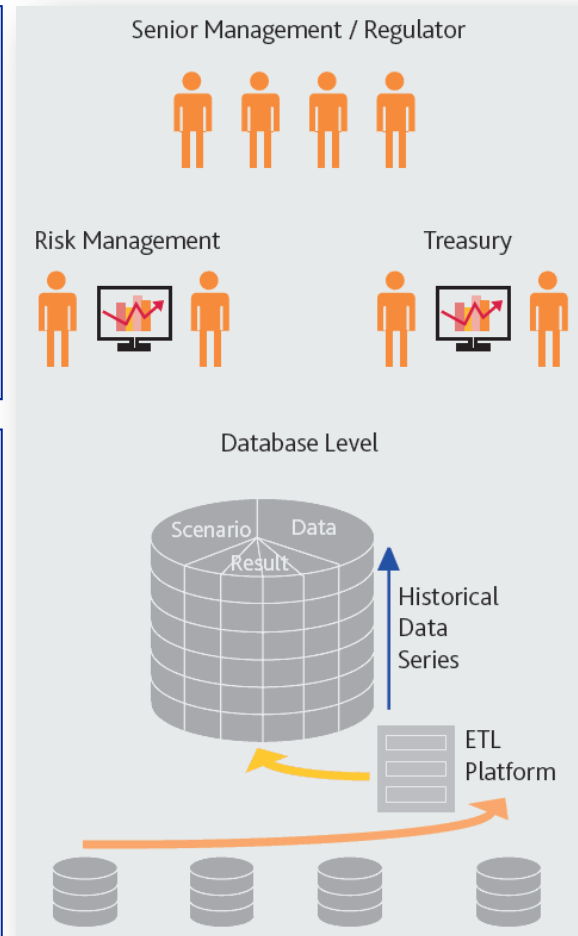 Senior Management / Regulator
Risk Management
Treasury
Database Level
Scenario
Data
Result
Historical
Data
Series
ETL
Platform